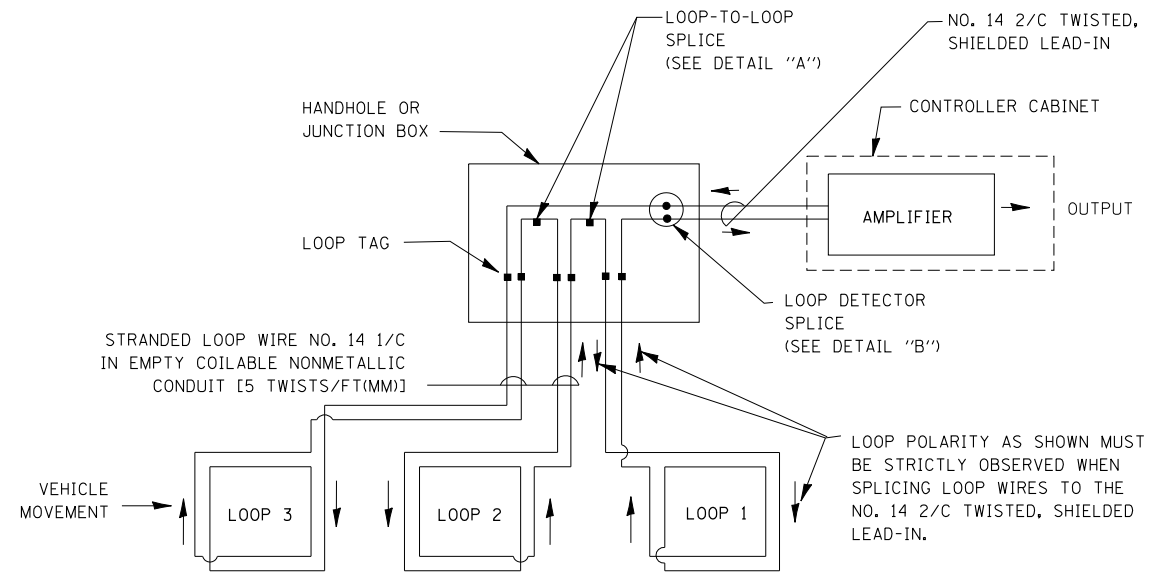 LOOP-TO-LOOP
SPLICE
(SEE DETAIL "A")
NO. 14 2/C TWISTED,
SHIELDED LEAD-IN
HANDHOLE OR
JUNCTION BOX
CONTROLLER CABINET
AMPLIFIER
OUTPUT
LOOP TAG
LOOP DETECTOR
SPLICE
(SEE DETAIL "B")
STRANDED LOOP WIRE NO. 14 1/C
IN EMPTY COILABLE NONMETALLIC
CONDUIT [5 TWISTS/FT(MM)]
LOOP POLARITY AS SHOWN MUST
BE STRICTLY OBSERVED WHEN
SPLICING LOOP WIRES TO THE
NO. 14 2/C TWISTED, SHIELDED
LEAD-IN.
VEHICLE
MOVEMENT
LOOP 3
LOOP 2
LOOP 1